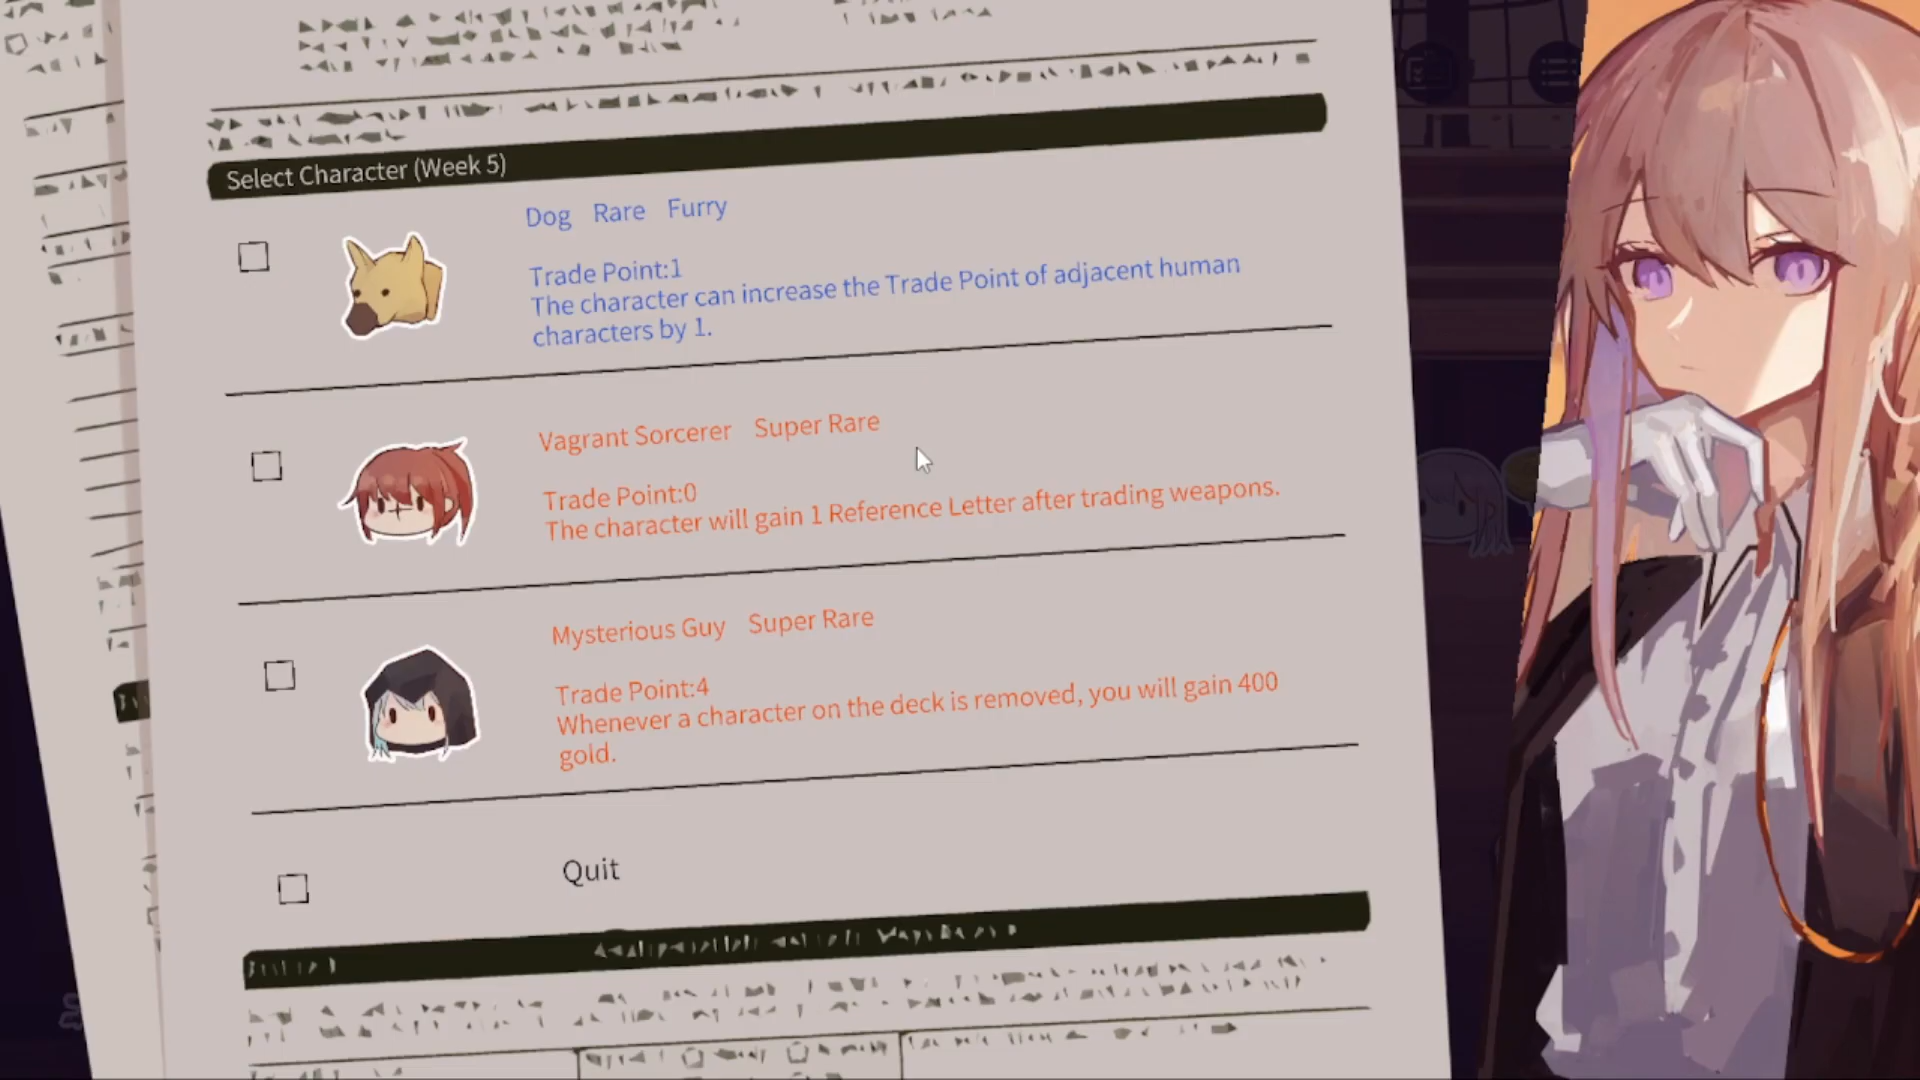 Select Character (Week 5)
Dog Rare Furry
Trade Point:1
The character can increase the Trade Point of adjacent human
characters by 1.
Vagrant Sorcerer Super Rare
Trade Point:0
The character will gain 1 Reference Letter after trading weapons.
Mysterious Guy Super Rare
Trade Point:4
Whenever a character on the deck is removed, you will gain 400
gold.
Quit